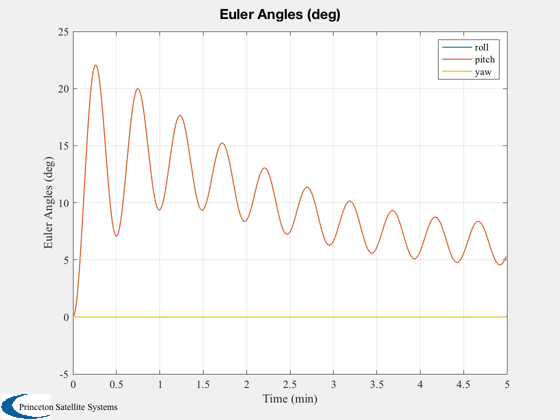 Euler Angles (deg)
25
20
15
10
5
0
-5
Euler Angles (deg)
roll
pitch
yaw
0 0.5 1 1.5 2 2.5 3 3.5 4 4.5 5
Time (min)
Princeton Satellite Systems